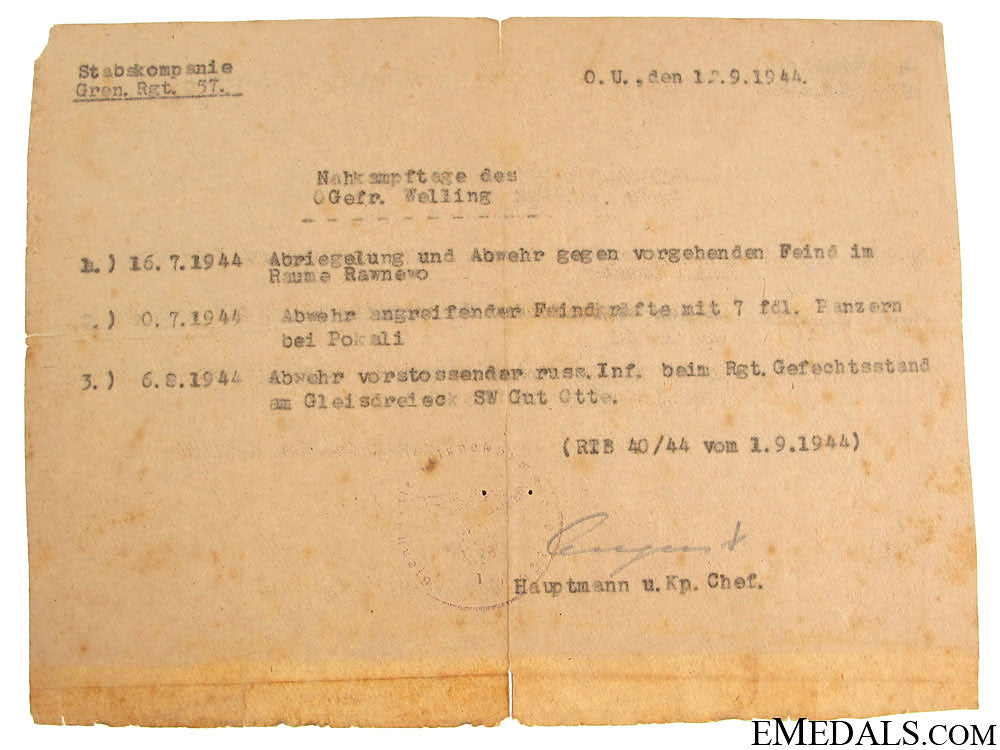 Stabskompanie
Gren. Rgt. 57.
O.U., den 1 .9.1944.
Nahkampftage des
OGefr. Welling
1.) 16.7.1944 Abriegelung und Abwehr gegen vorgehenden Feind im
Raume Rawnewo
.) 0.7.1944 Abwehr angreifender Feindkräfte mit 7 fdl. Panzern
bei Pokali
3.) 6.8.1944 Abwehr vorstossender russ. Inf. beim Rgt. Gefechtsstand
am Gleisdreieck SW Gut Otte.
(RTB 40/44 vom 1.9.1944)
Hauptmann u. Kp. Chef.
EMEDALS.COM